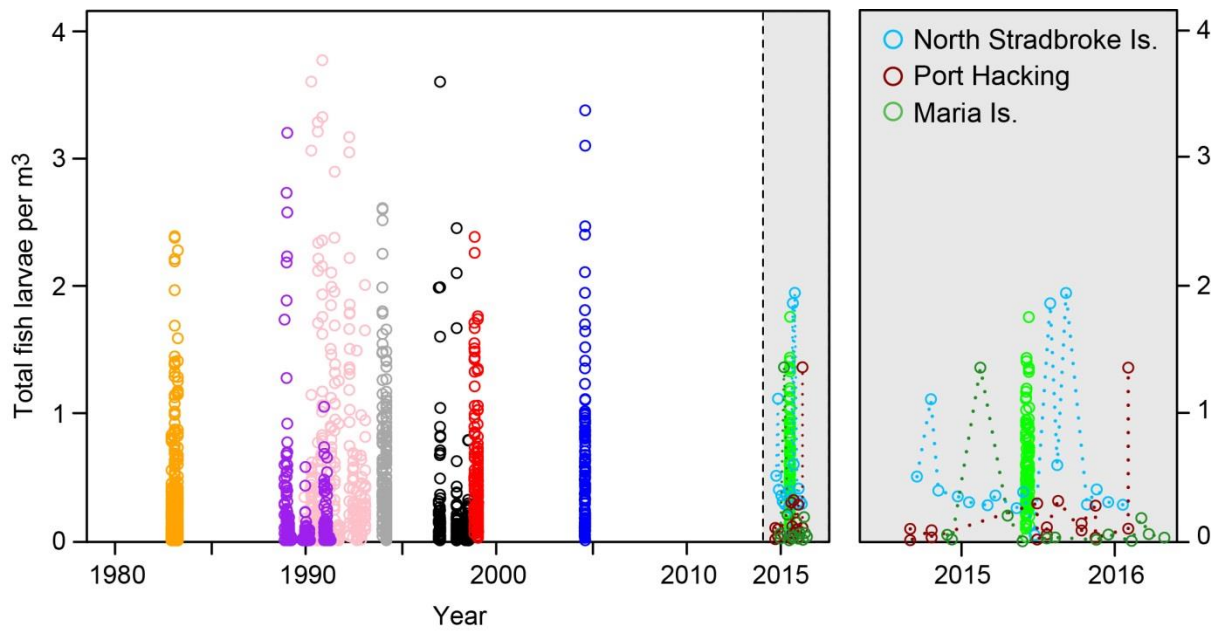 Total fish larvae per m3
4
3
2
1
0
1980 1990 2000 2010 2015
Year
North Stradbroke Is.
Port Hacking
Maria Is.
4
3
2
1
0
2015 2016